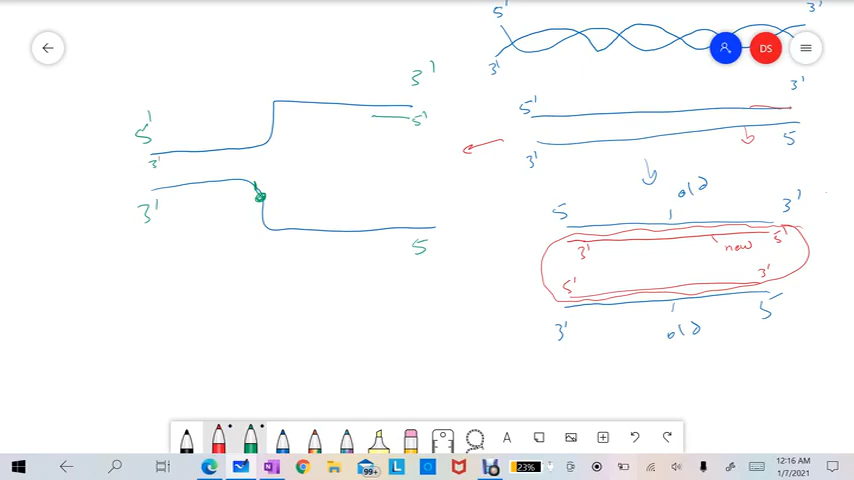 5' 3'
3'
DS
3'
5'
3' 5
5'
3'
3'
5'
3'
5
old
5 3'
3' new 5'
5' 3'
3' old 5
A
99+
L
23%
12:16 AM
1/7/2021